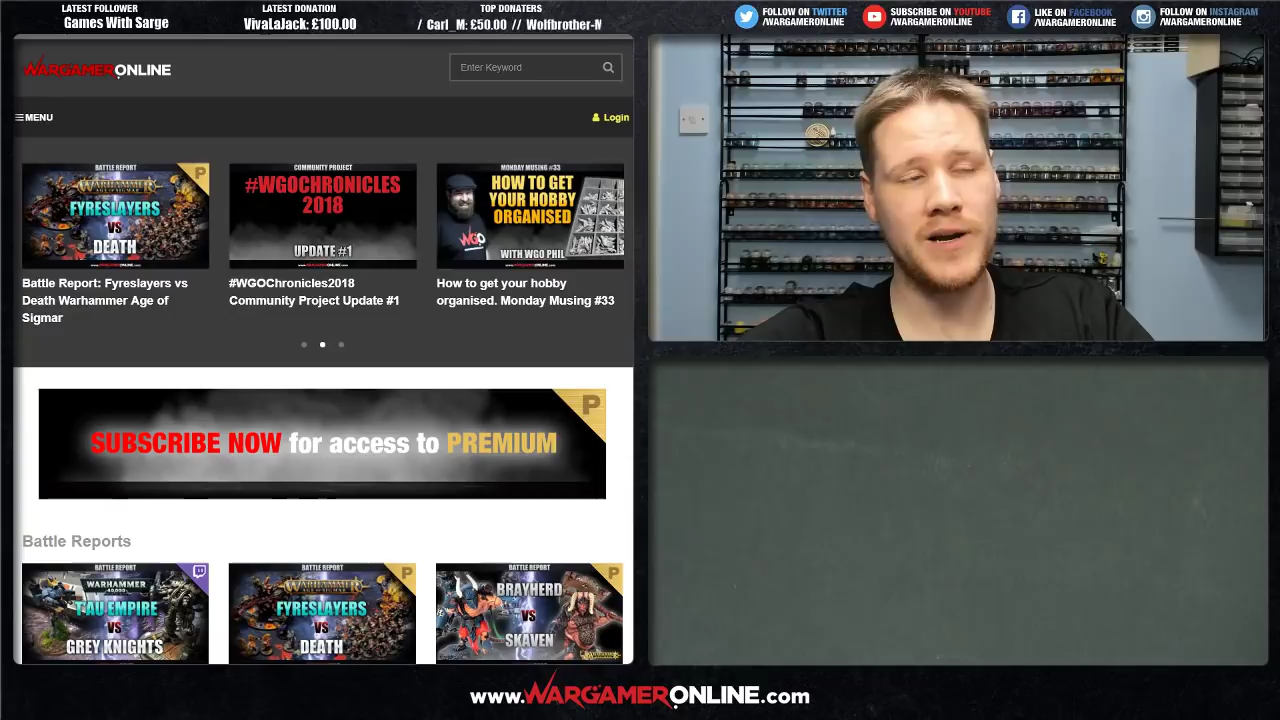 LATEST FOLLOWER
Games With Sarge
LATEST DONATION
VivaLaJack: £100.00
TOP DONATERS
/ Carl_M: £50.00 // Wolfbrother-N
FOLLOW ON TWITTER
/WARGAMERONLINE
SUBSCRIBE ON YOUTUBE
/WARGAMERONLINE
LIKE ON FACEBOOK
/WARGAMERONLINE
FOLLOW ON INSTAGRAM
/WARGAMERONLINE
WARGAMERONLINE
Enter Keyword
MENU
Login
BATTLE REPORT
WARHAMMER
AGE OF SIGMAR
FYRESLAYERS
VS
DEATH
P
COMMUNITY PROJECT
#WGOCHRONICLES
2018
UPDATE #1
MONDAY MUSING #33
HOW TO GET
YOUR HOBBY
ORGANISED
WITH WGO PHIL
Battle Report: Fyreslayers vs
Death Warhammer Age of
Sigmar
#WGOChronicles2018
Community Project Update #1
How to get your hobby
organised. Monday Musing #33
SUBSCRIBE NOW for access to PREMIUM
P
Battle Reports
BATTLE REPORT
WARHAMMER
40,000
T'AU EMPIRE
VS
GREY KNIGHTS
BATTLE REPORT
WARHAMMER
AGE OF SIGMAR
FYRESLAYERS
VS
DEATH
P
BATTLE REPORT
BRAYHERD
VS
SKAVEN
P
www.WARGAMERONLINE.com